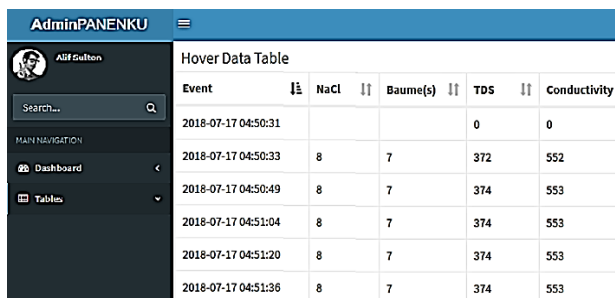 AdminPANENKU
Alif Sulton
Search...
MAIN NAVIGATION
Dashboard
Tables
Hover Data Table
Event NaCl Baume(s) TDS Conductivity
2018-07-17 04:50:31 0 0
2018-07-17 04:50:33 8 7 372 552
2018-07-17 04:50:49 8 7 374 553
2018-07-17 04:51:04 8 7 374 553
2018-07-17 04:51:20 8 7 374 553
2018-07-17 04:51:36 8 7 374 553